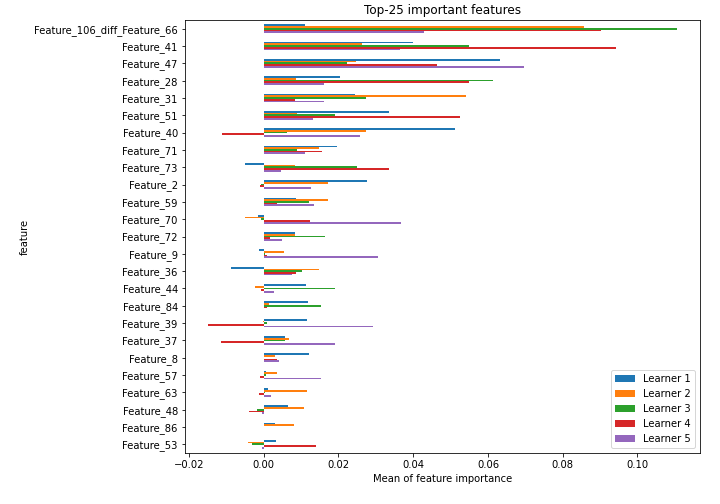 Top-25 important features
Feature_106_diff_Feature_66
Feature_41
Feature_47
Feature_28
Feature_31
Feature_51
Feature_40
Feature_71
Feature_73
Feature_2
Feature_59
Feature_70
Feature_72
Feature_9
Feature_36
Feature_44
Feature_84
Feature_39
Feature_37
Feature_8
Feature_57
Feature_63
Feature_48
Feature_86
Feature_53
feature
Learner 1
Learner 2
Learner 3
Learner 4
Learner 5
−0.02 0.00 0.02 0.04 0.06 0.08 0.10
Mean of feature importance